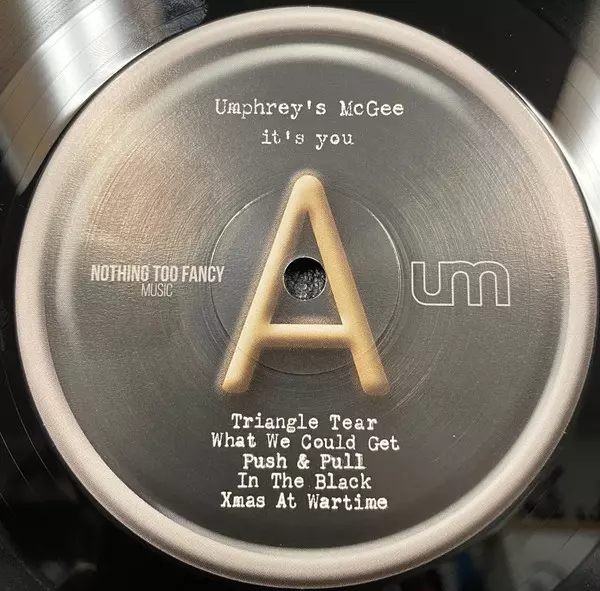 Umphrey's McGee
it's you
A
NOTHING TOO FANCY
MUSIC
um
Triangle Tear
What We Could Get
Push & Pull
In The Black
Xmas At Wartime